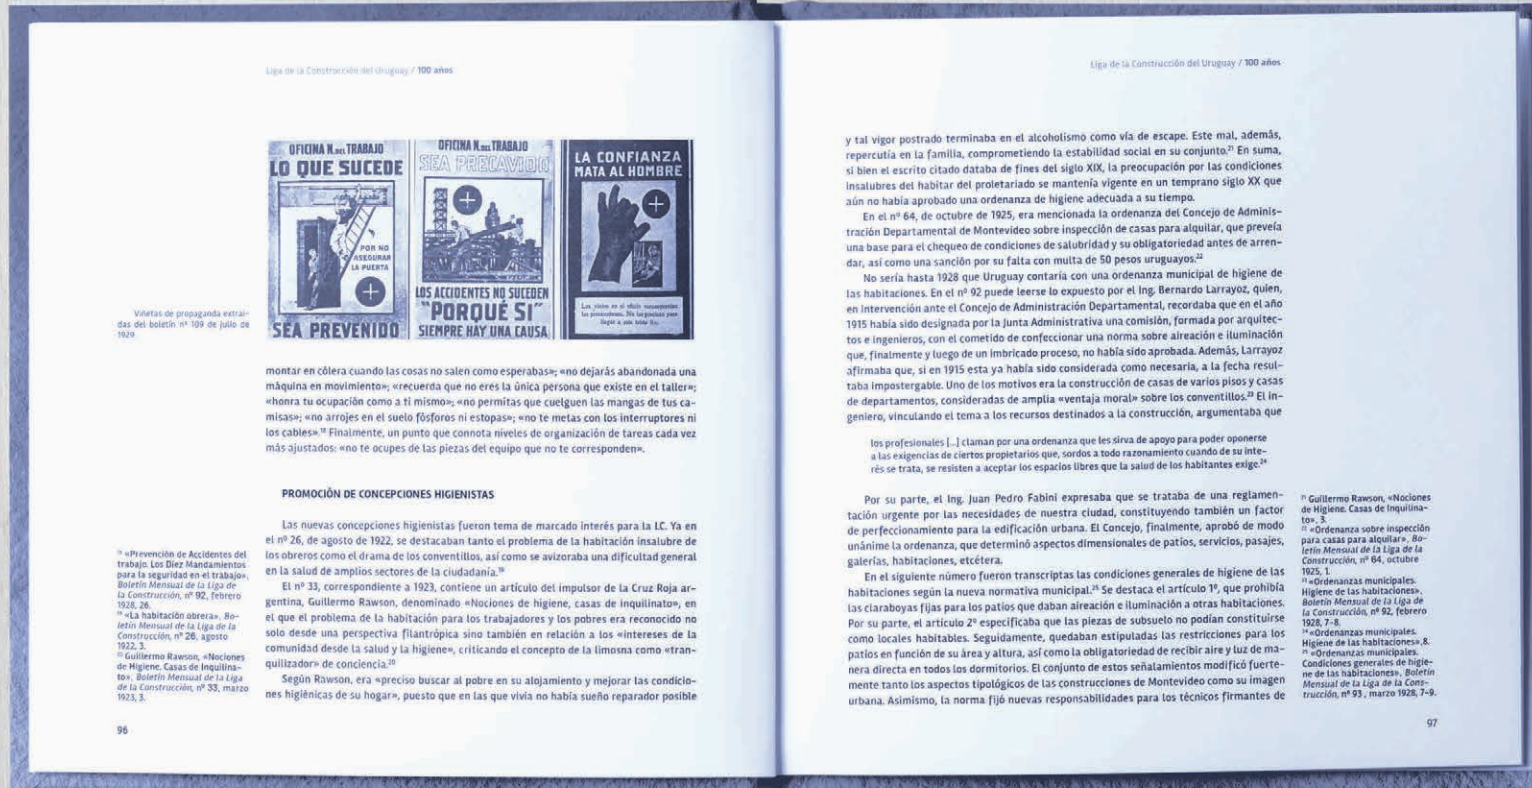 Liga de la Construcción del Uruguay / 100 años
OFICINA N. DEL TRABAJO
LO QUE SUCEDE
POR NO
ASEGURAR
LA PUERTA
SEA PREVENIDO
OFICINA N. DEL TRABAJO
SEA PRECAVIDO
LOS ACCIDENTES NO SUCEDEN
"PORQUÉ SI"
SIEMPRE HAY UNA CAUSA
LA CONFIANZA
MATA AL HOMBRE
Viñetas de propaganda extraí-
das del boletín nº 109 de julio de
1929
montar en cólera cuando las cosas no salen como esperabas»; «no dejarás abandonada una
máquina en movimiento»; «recuerda que no eres la única persona que existe en el taller»;
«honra tu ocupación como a ti mismo»; «no permitas que cuelguen las mangas de tus ca-
misas»; «no arrojes en el suelo fósforos ni estopas»; «no te metas con los interruptores ni
los cables».¹⁸ Finalmente, un punto que connota niveles de organización de tareas cada vez
más ajustados: «no te ocupes de las piezas del equipo que no te corresponden».
PROMOCIÓN DE CONCEPCIONES HIGIENISTAS
Las nuevas concepciones higienistas fueron tema de marcado interés para la LC. Ya en
el nº 26, de agosto de 1922, se destacaban tanto el problema de la habitación insalubre de
los obreros como el drama de los conventillos, así como se avizoraba una dificultad general
en la salud de amplios sectores de la ciudadanía.¹⁹
El nº 33, correspondiente a 1923, contiene un artículo del impulsor de la Cruz Roja ar-
gentina, Guillermo Rawson, denominado «Nociones de higiene, casas de inquilinato», en
el que el problema de la habitación para los trabajadores y los pobres era reconocido no
solo desde una perspectiva filantrópica sino también en relación a los «intereses de la
comunidad desde la salud y la higiene», criticando el concepto de la limosna como «tran-
quilizador» de conciencia.²⁰
Según Rawson, era «preciso buscar al pobre en su alojamiento y mejorar las condicio-
nes higiénicas de su hogar», puesto que en las que vivía no había sueño reparador posible
¹⁸ «Prevención de Accidentes del
trabajo. Los Diez Mandamientos
para la seguridad en el trabajo»,
Boletín Mensual de la Liga de
la Construcción, nº 92, febrero
1928, 26.
¹⁹ «La habitación obrera», Bo-
letín Mensual de la Liga de la
Construcción, nº 26, agosto
1922, 3.
²⁰ Guillermo Rawson, «Nociones
de Higiene. Casas de Inquilina-
to», Boletín Mensual de la Liga
de la Construcción, nº 33, marzo
1923, 3.
96
Liga de la Construcción del Uruguay / 100 años
y tal vigor postrado terminaba en el alcoholismo como vía de escape. Este mal, además,
repercutía en la familia, comprometiendo la estabilidad social en su conjunto.²¹ En suma,
si bien el escrito citado databa de fines del siglo XIX, la preocupación por las condiciones
insalubres del habitar del proletariado se mantenía vigente en un temprano siglo XX que
aún no había aprobado una ordenanza de higiene adecuada a su tiempo.
En el nº 64, de octubre de 1925, era mencionada la ordenanza del Concejo de Adminis-
tración Departamental de Montevideo sobre inspección de casas para alquilar, que preveía
una base para el chequeo de condiciones de salubridad y su obligatoriedad antes de arren-
dar, así como una sanción por su falta con multa de 50 pesos uruguayos.²²
No sería hasta 1928 que Uruguay contaría con una ordenanza municipal de higiene de
las habitaciones. En el nº 92 puede leerse lo expuesto por el Ing. Bernardo Larrayoz, quien,
en intervención ante el Concejo de Administración Departamental, recordaba que en el año
1915 había sido designada por la Junta Administrativa una comisión, formada por arquitec-
tos e ingenieros, con el cometido de confeccionar una norma sobre aireación e iluminación
que, finalmente y luego de un imbricado proceso, no había sido aprobada. Además, Larrayoz
afirmaba que, si en 1915 esta ya había sido considerada como necesaria, a la fecha resul-
taba impostergable. Uno de los motivos era la construcción de casas de varios pisos y casas
de departamentos, consideradas de amplia «ventaja moral» sobre los conventillos.²³ El in-
geniero, vinculando el tema a los recursos destinados a la construcción, argumentaba que
los profesionales [...] claman por una ordenanza que les sirva de apoyo para poder oponerse
a las exigencias de ciertos propietarios que, sordos a todo razonamiento cuando de su inte-
rés se trata, se resisten a aceptar los espacios libres que la salud de los habitantes exige.²⁴
Por su parte, el Ing. Juan Pedro Fabini expresaba que se trataba de una reglamen-
tación urgente por las necesidades de nuestra ciudad, constituyendo también un factor
de perfeccionamiento para la edificación urbana. El Concejo, finalmente, aprobó de modo
unánime la ordenanza, que determinó aspectos dimensionales de patios, servicios, pasajes,
galerías, habitaciones, etcétera.
En el siguiente número fueron transcriptas las condiciones generales de higiene de las
habitaciones según la nueva normativa municipal.²⁵ Se destaca el artículo 1º, que prohibía
las claraboyas fijas para los patios que daban aireación e iluminación a otras habitaciones.
Por su parte, el artículo 2º especificaba que las piezas de subsuelo no podían constituirse
como locales habitables. Seguidamente, quedaban estipuladas las restricciones para los
patios en función de su área y altura, así como la obligatoriedad de recibir aire y luz de ma-
nera directa en todos los dormitorios. El conjunto de estos señalamientos modificó fuerte-
mente tanto los aspectos tipológicos de las construcciones de Montevideo como su imagen
urbana. Asimismo, la norma fijó nuevas responsabilidades para los técnicos firmantes de
²¹ Guillermo Rawson, «Nociones
de Higiene. Casas de Inquilina-
to», 3.
²² «Ordenanza sobre inspección
para casas para alquilar», Bo-
letín Mensual de la Liga de la
Construcción, nº 64, octubre
1925, 1.
²³ «Ordenanzas municipales.
Higiene de las habitaciones»,
Boletín Mensual de la Liga de
la Construcción, nº 92, febrero
1928, 7-8.
²⁴ «Ordenanzas municipales.
Higiene de las habitaciones»,8.
²⁵ «Ordenanzas municipales.
Condiciones generales de higie-
ne de las habitaciones», Boletín
Mensual de la Liga de la Cons-
trucción, nº 93 , marzo 1928, 7-9.
97